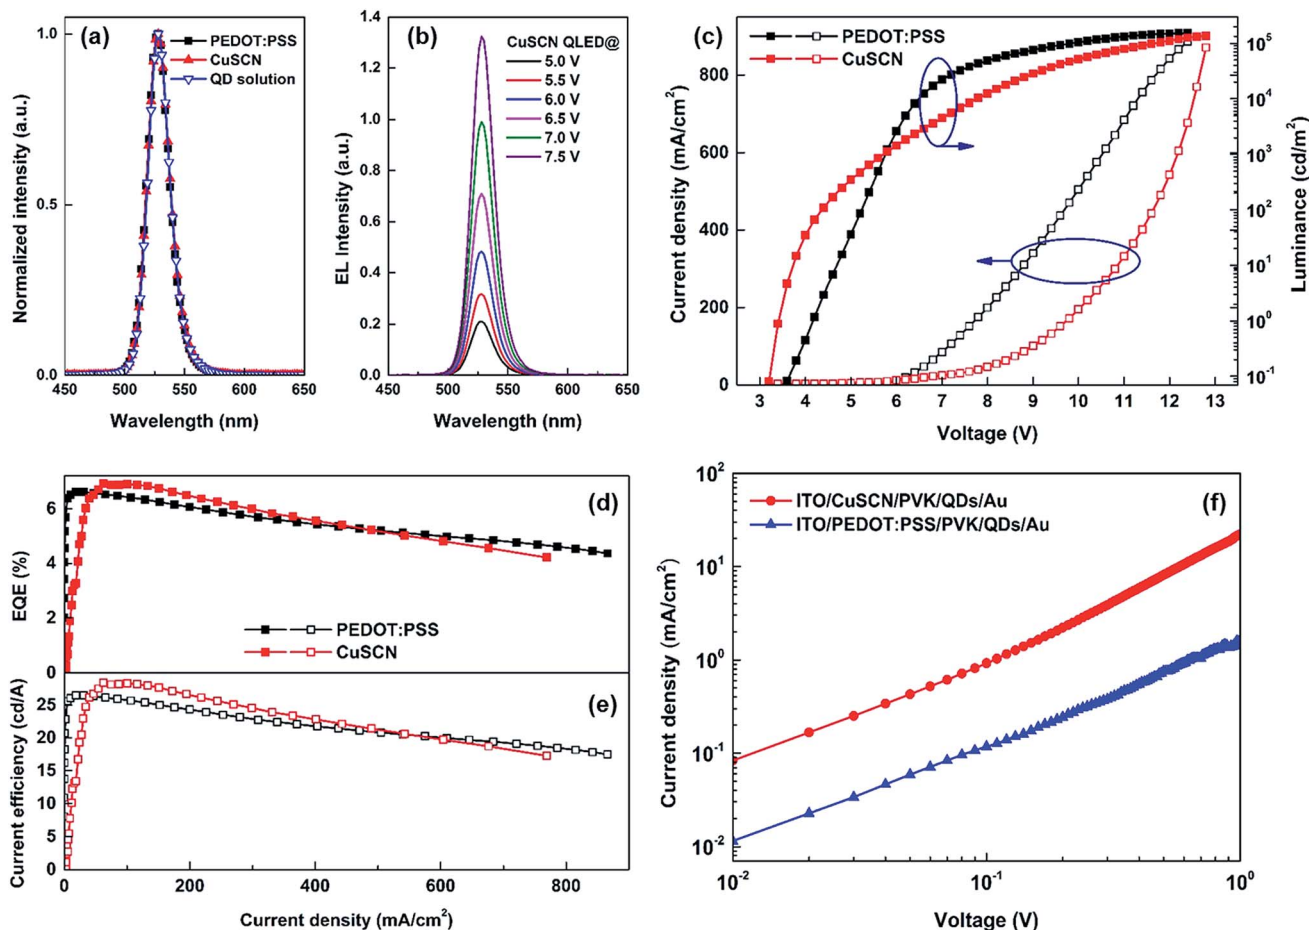 (a)
PEDOT:PSS
CuSCN
QD solution
1.0
0.5
0.0
Normalized intensity (a.u.)
450 500 550 600 650
Wavelength (nm)
(b)
CuSCN QLED@
5.0 V
5.5 V
6.0 V
6.5 V
7.0 V
7.5 V
1.4
1.2
1.0
0.8
0.6
0.4
0.2
0.0
EL Intensity (a.u.)
450 500 550 600 650
Wavelength (nm)
(c)
PEDOT:PSS
CuSCN
800
600
400
200
0
Current density (mA/cm²)
10⁵
10⁴
10³
10²
10¹
10⁰
10⁻¹
Luminance (cd/m²)
3 4 5 6 7 8 9 10 11 12 13
Voltage (V)
(d)
6
4
2
0
EQE (%)
PEDOT:PSS
CuSCN
(e)
25
20
15
10
5
0
Current efficiency (cd/A)
0 200 400 600 800
Current density (mA/cm²)
(f)
ITO/CuSCN/PVK/QDs/Au
ITO/PEDOT:PSS/PVK/QDs/Au
10²
10¹
10⁰
10⁻¹
10⁻²
Current density (mA/cm²)
10⁻² 10⁻¹ 10⁰
Voltage (V)